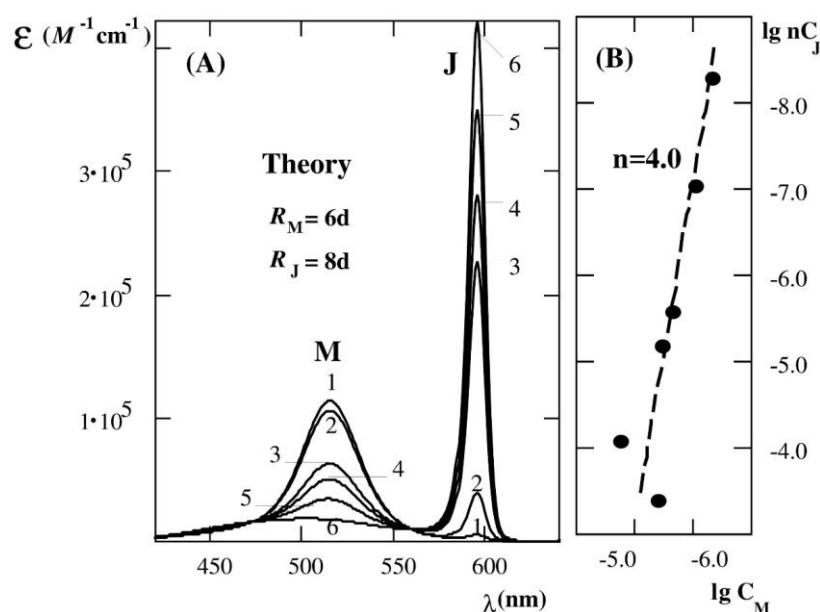 ε (M⁻¹ cm⁻¹)
(A)
J
6
5
4
3
2
1
Theory
R_M = 6d
R_J = 8d
M
1
2
3
4
5
6
3·10⁵
2·10⁵
1·10⁵
450
500
550
600
λ(nm)
(B)
lg nC_J
n=4.0
-8.0
-7.0
-6.0
-5.0
-4.0
-5.0
-6.0
lg C_M